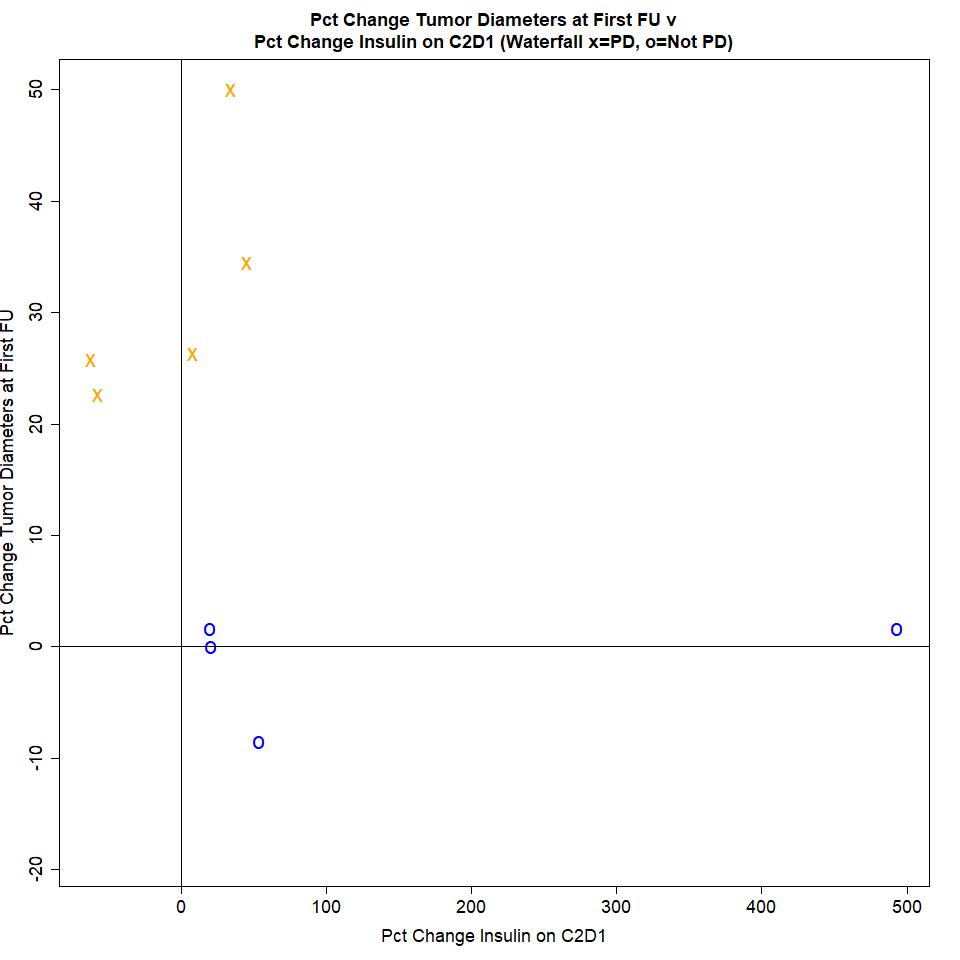 Pct Change Tumor Diameters at First FU v
Pct Change Insulin on C2D1 (Waterfall x=PD, o=Not PD)
Pct Change Tumor Diameters at First FU
50
40
30
20
10
0
-10
-20
X
X
X
X
X
O
O
O
O
0 100 200 300 400 500
Pct Change Insulin on C2D1